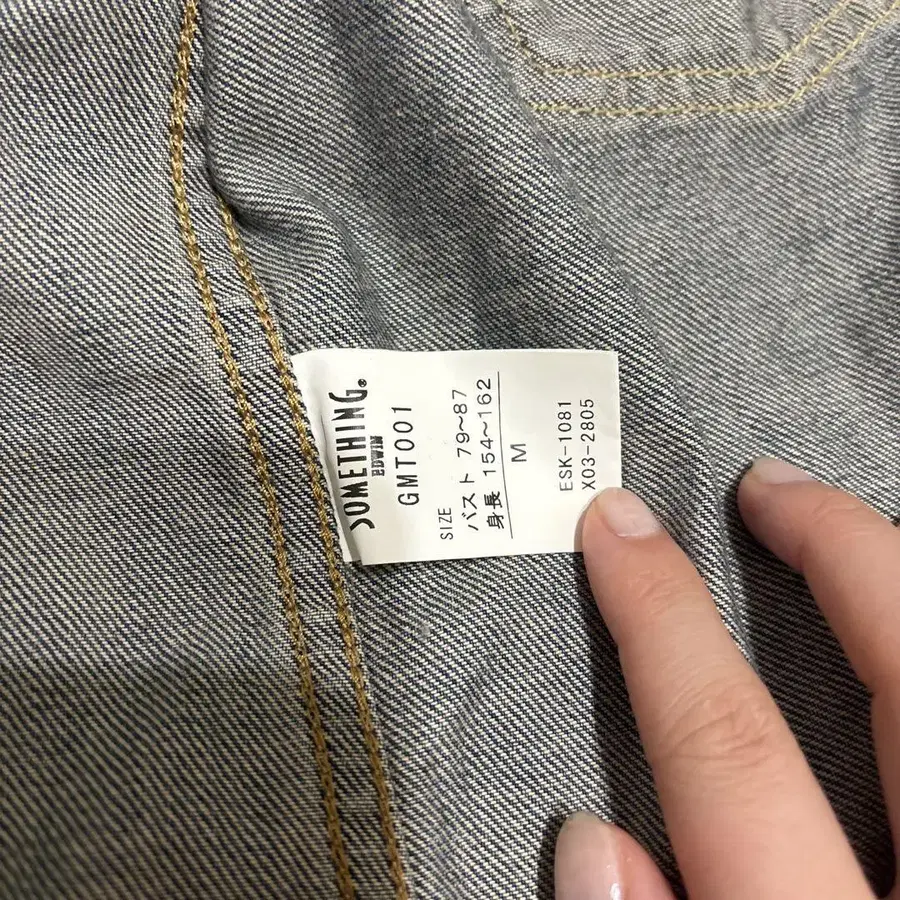 SOMETHING®
EDWIN
GMT001
SIZE
バスト 79~87
身長 154~162
M
ESK-1081
X03-2805